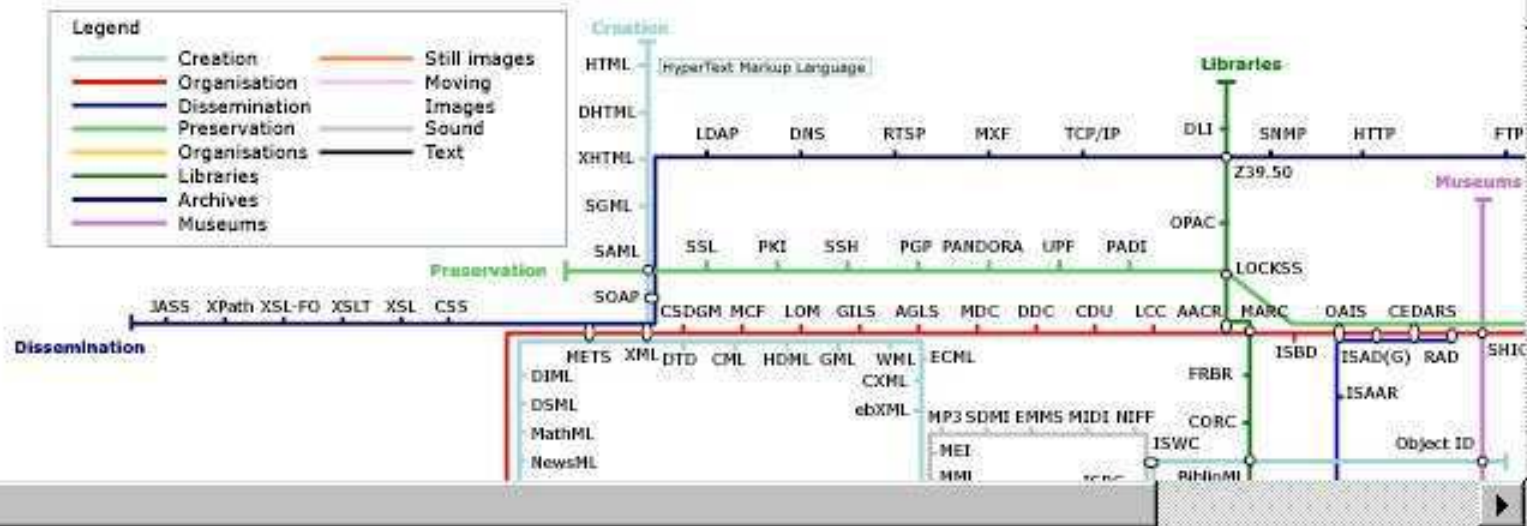 Legend
Creation
Organisation
Dissemination
Preservation
Organisations
Libraries
Archives
Museums
Still images
Moving
Images
Sound
Text
Creation
HTML
HyperText Markup Language
DHTML
XHTML
SGML
SAML
SOAP
Libraries
DLI
LDAP DNS RTSP MXF TCP/IP SNMP HTTP FTP
Z39.50
Museums
OPAC
SSL PKI SSH PGP PANDORA UPF PADI
Preservation
LOCKSS
JASS XPath XSL-FO XSLT XSL CSS
Dissemination
CSDGM MCF LOM GILS AGLS MDC DDC CDU LCC AACR MARC OAIS CEDARS
METS XML DTD CML HDML GML WML ECML
ISBD ISAD(G) RAD SHIC
DIML
DSML
MathML
NewsML
CXML
ebXML
FRBR
ISAAR
MP3 SDMI EMMS MIDI NIFF
CORC
MEI
ISWC
Object ID
BiblioML